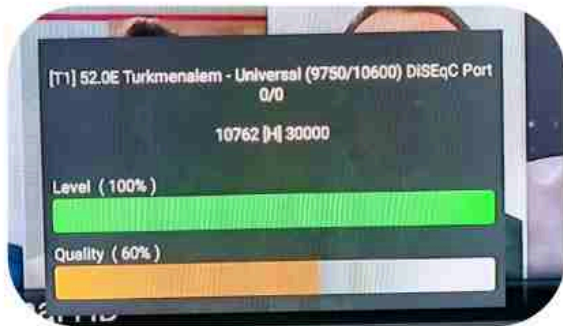 [T1] 52.0E Turkmenalem - Universal (9750/10600) DiSEqC Port
0/0
10762 [H] 30000
Level ( 100% )
Quality ( 60% )